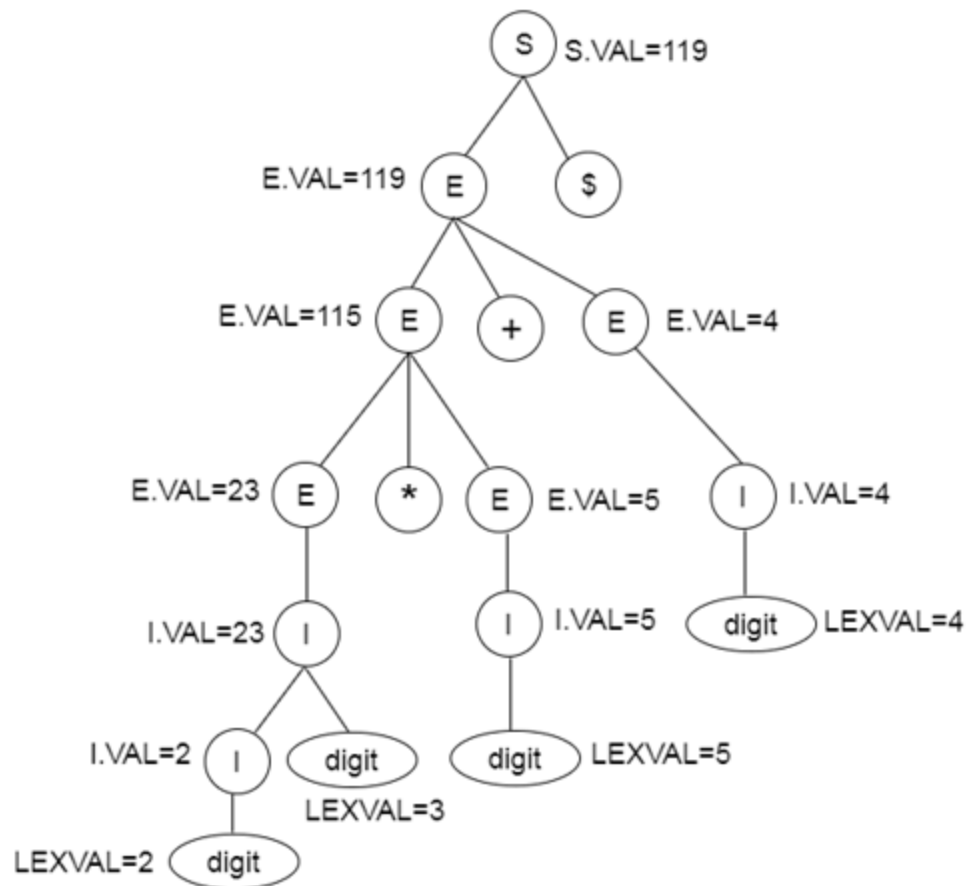 S S.VAL=119
E.VAL=119 E $
E.VAL=115 E + E E.VAL=4
E.VAL=23 E * E E.VAL=5 I I.VAL=4
I.VAL=23 I I I.VAL=5 digit LEXVAL=4
I.VAL=2 I digit digit LEXVAL=5
LEXVAL=3
LEXVAL=2 digit